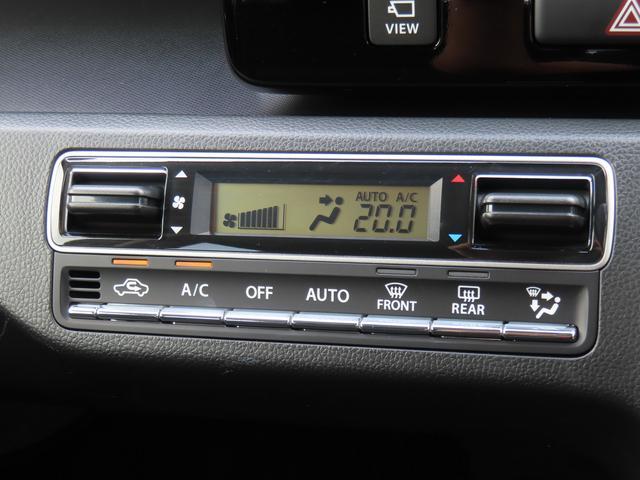 VIEW
AUTO A/C
20.0
A/C OFF AUTO FRONT REAR